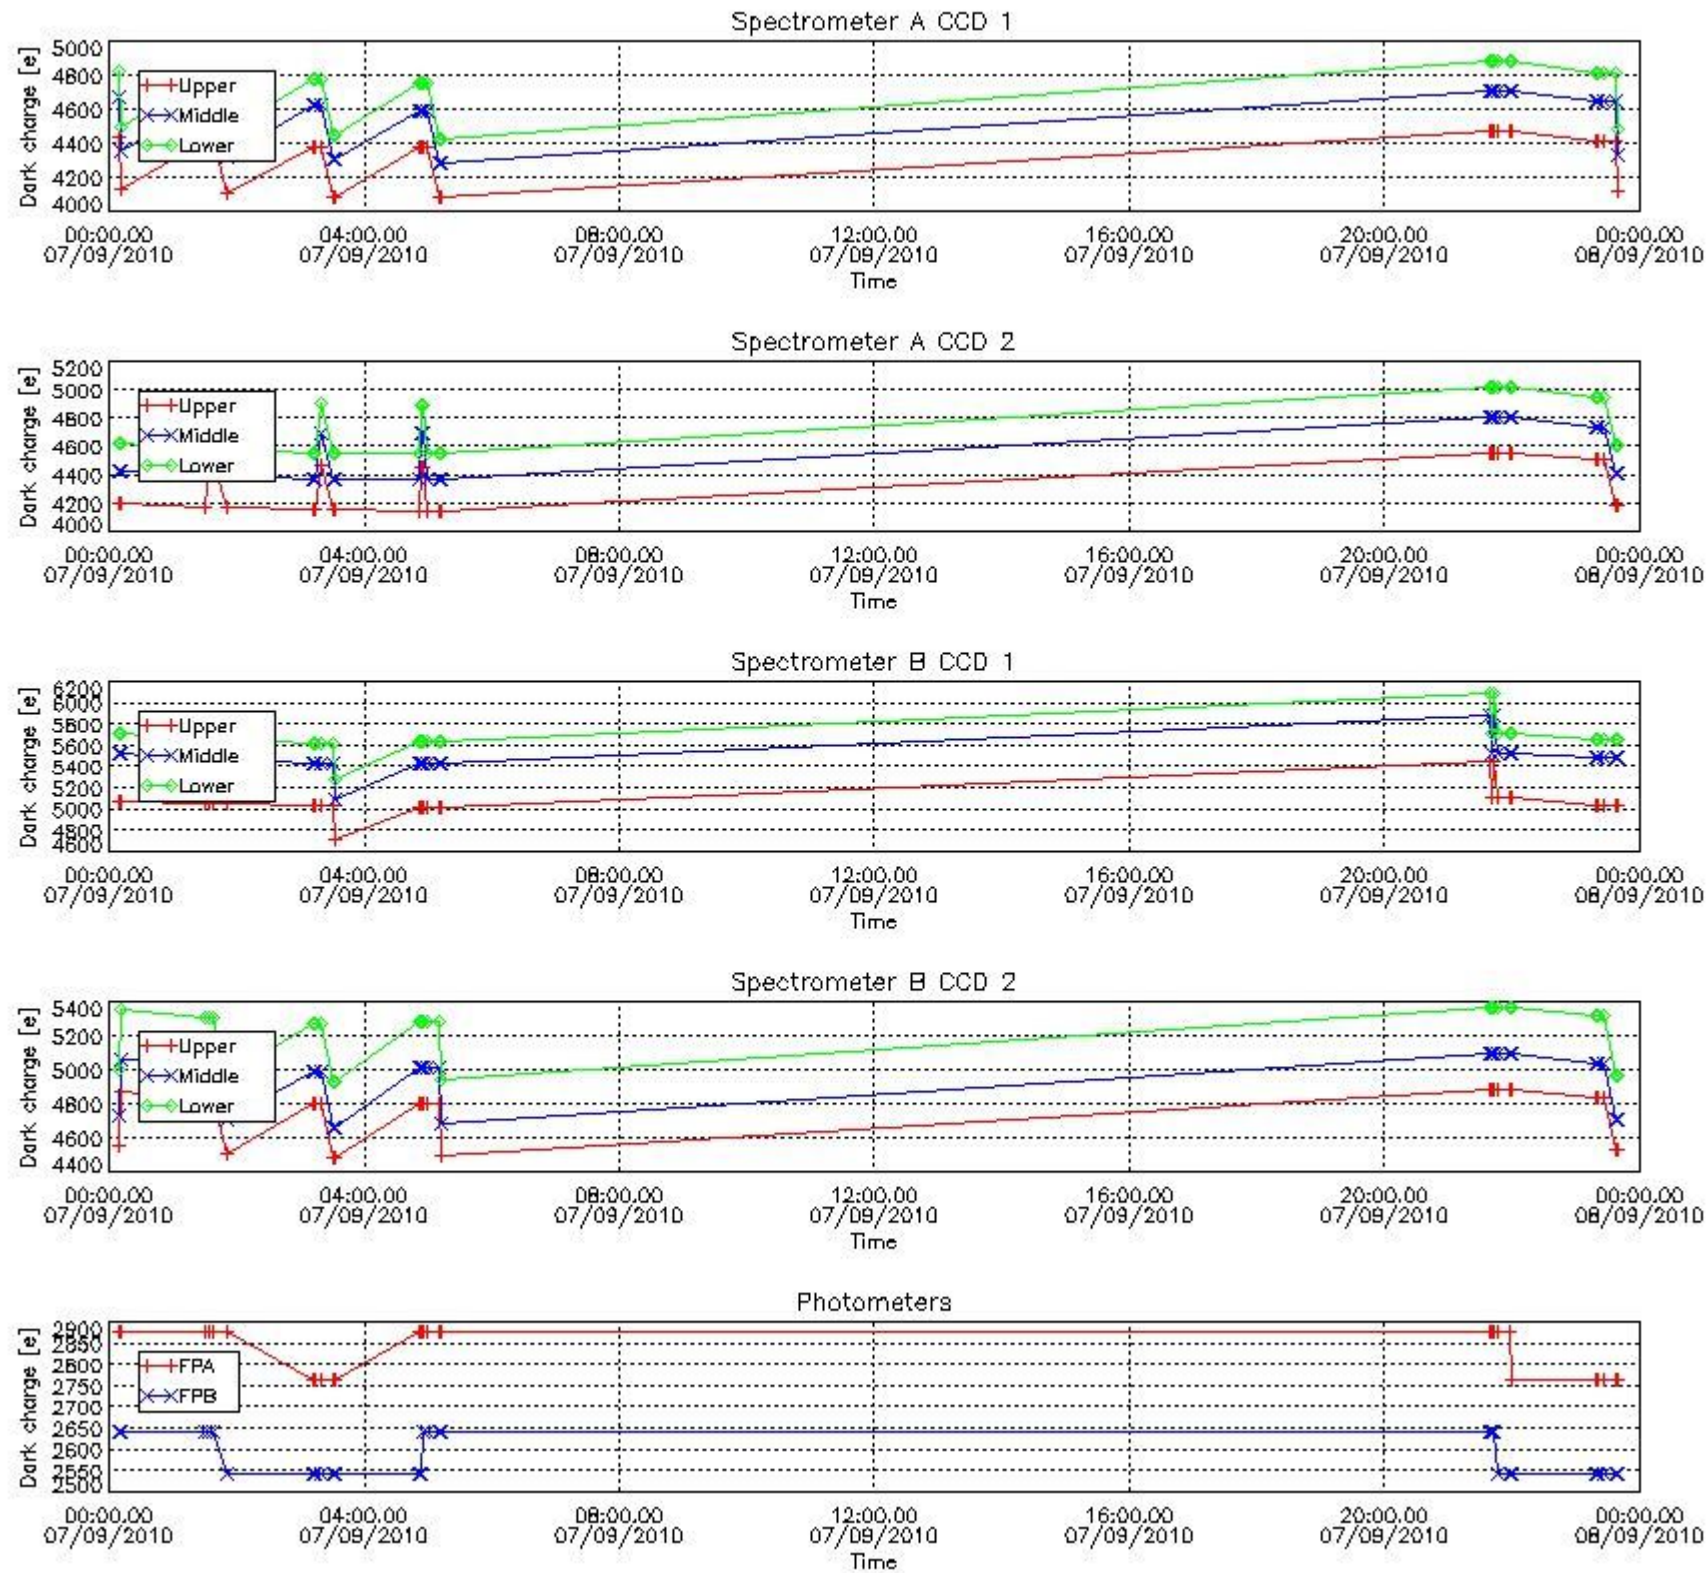 Spectrometer A CCD 1
Dark charge [e]
5000
4800
4600
4400
4200
4000
Upper
Middle
Lower
00:00.00 04:00.00 08:00.00 12:00.00 16:00.00 20:00.00 00:00.00
07/09/2010 07/09/2010 07/09/2010 07/09/2010 07/09/2010 07/09/2010 08/09/2010
Time
Spectrometer A CCD 2
Dark charge [e]
5200
5000
4800
4600
4400
4200
4000
Upper
Middle
Lower
00:00.00 04:00.00 08:00.00 12:00.00 16:00.00 20:00.00 00:00.00
07/09/2010 07/09/2010 07/09/2010 07/09/2010 07/09/2010 07/09/2010 08/09/2010
Time
Spectrometer B CCD 1
Dark charge [e]
6200
6000
5800
5600
5400
5200
5000
4800
4600
Upper
Middle
Lower
00:00.00 04:00.00 08:00.00 12:00.00 16:00.00 20:00.00 00:00.00
07/09/2010 07/09/2010 07/09/2010 07/09/2010 07/09/2010 07/09/2010 08/09/2010
Time
Spectrometer B CCD 2
Dark charge [e]
5400
5200
5000
4800
4600
4400
Upper
Middle
Lower
00:00.00 04:00.00 08:00.00 12:00.00 16:00.00 20:00.00 00:00.00
07/09/2010 07/09/2010 07/09/2010 07/09/2010 07/09/2010 07/09/2010 08/09/2010
Time
Photometers
Dark charge [e]
2900
2850
2800
2750
2700
2650
2600
2550
2500
FPA
FPB
00:00.00 04:00.00 08:00.00 12:00.00 16:00.00 20:00.00 00:00.00
07/09/2010 07/09/2010 07/09/2010 07/09/2010 07/09/2010 07/09/2010 08/09/2010
Time